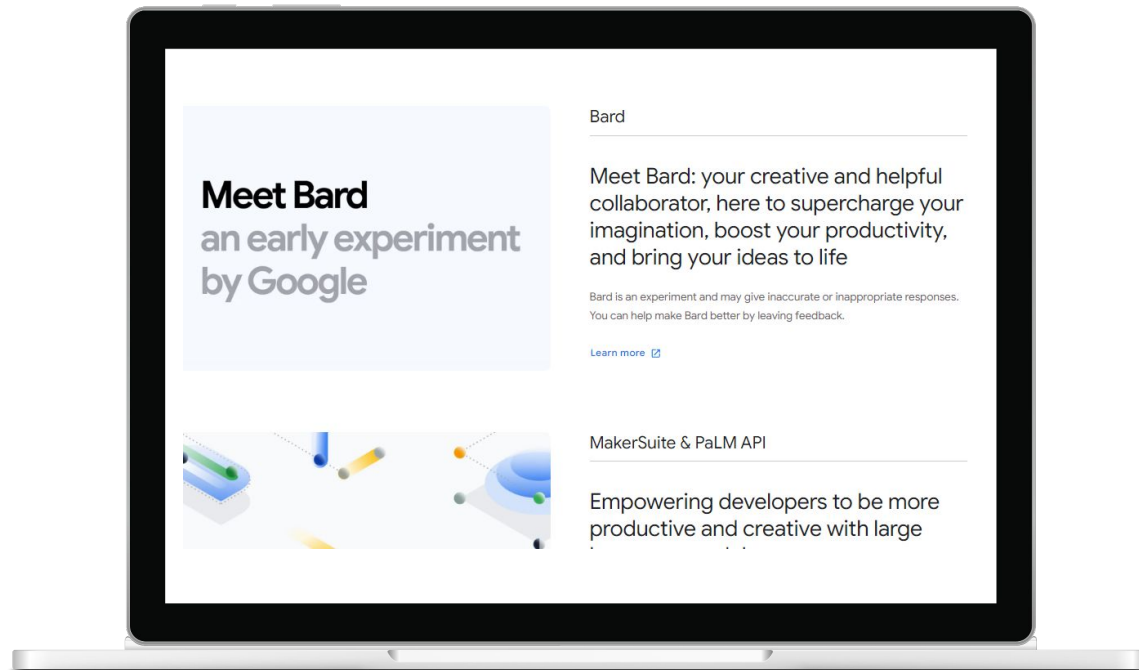 Meet Bard
an early experiment
by Google
Bard
Meet Bard: your creative and helpful
collaborator, here to supercharge your
imagination, boost your productivity,
and bring your ideas to life
Bard is an experiment and may give inaccurate or inappropriate responses.
You can help make Bard better by leaving feedback.
Learn more
MakerSuite & PaLM API
Empowering developers to be more
productive and creative with large